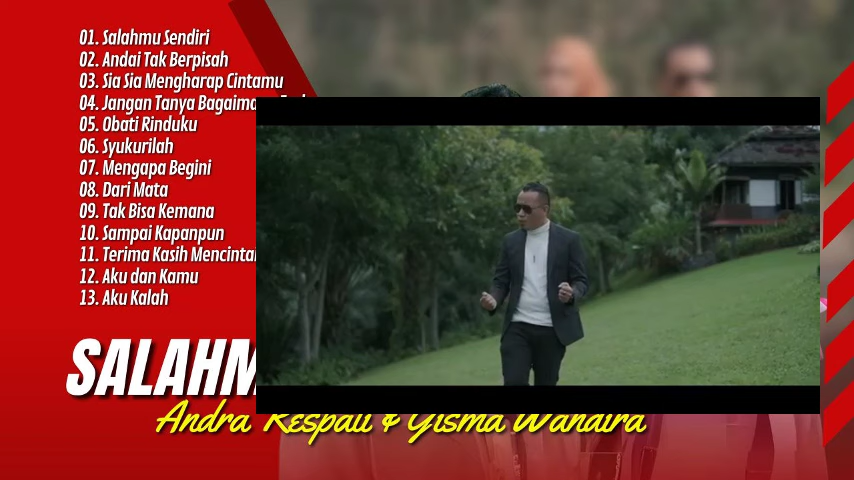 01. Salahmu Sendiri
02. Andai Tak Berpisah
03. Sia Sia Mengharap Cintamu
04. Jangan Tanya
05. Obati Rinduku
06. Syukurilah
07. Mengapa Begini
08. Dari Mata
09. Tak Bisa Kemana
10. Sampai Kapanpun
11. Terima Kasih
12. Aku dan Kamu
13. Aku Kalah
SALAHM
Andra Respati & Gisma Wandira